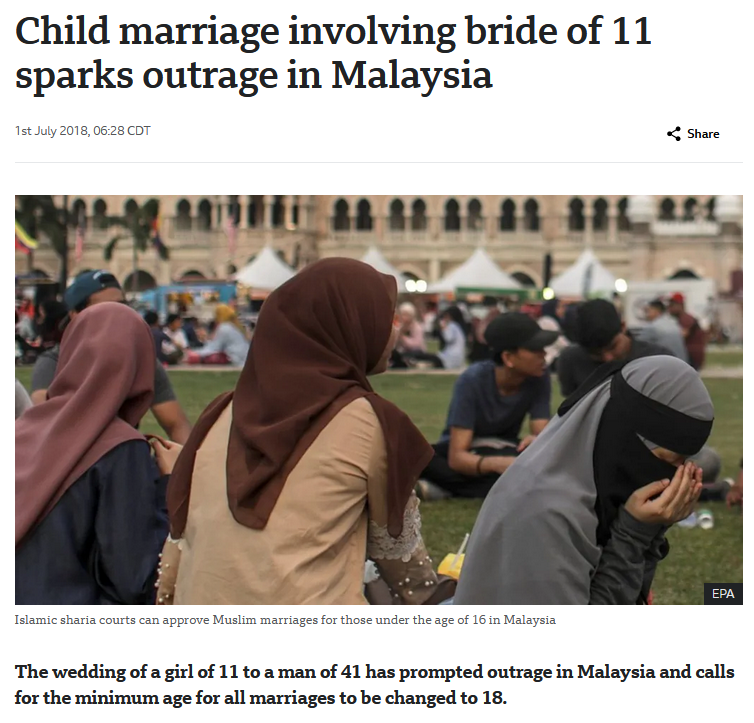 Child marriage involving bride of 11
sparks outrage in Malaysia
1st July 2018, 06:28 CDT
Share
EPA
Islamic sharia courts can approve Muslim marriages for those under the age of 16 in Malaysia
The wedding of a girl of 11 to a man of 41 has prompted outrage in Malaysia and calls
for the minimum age for all marriages to be changed to 18.